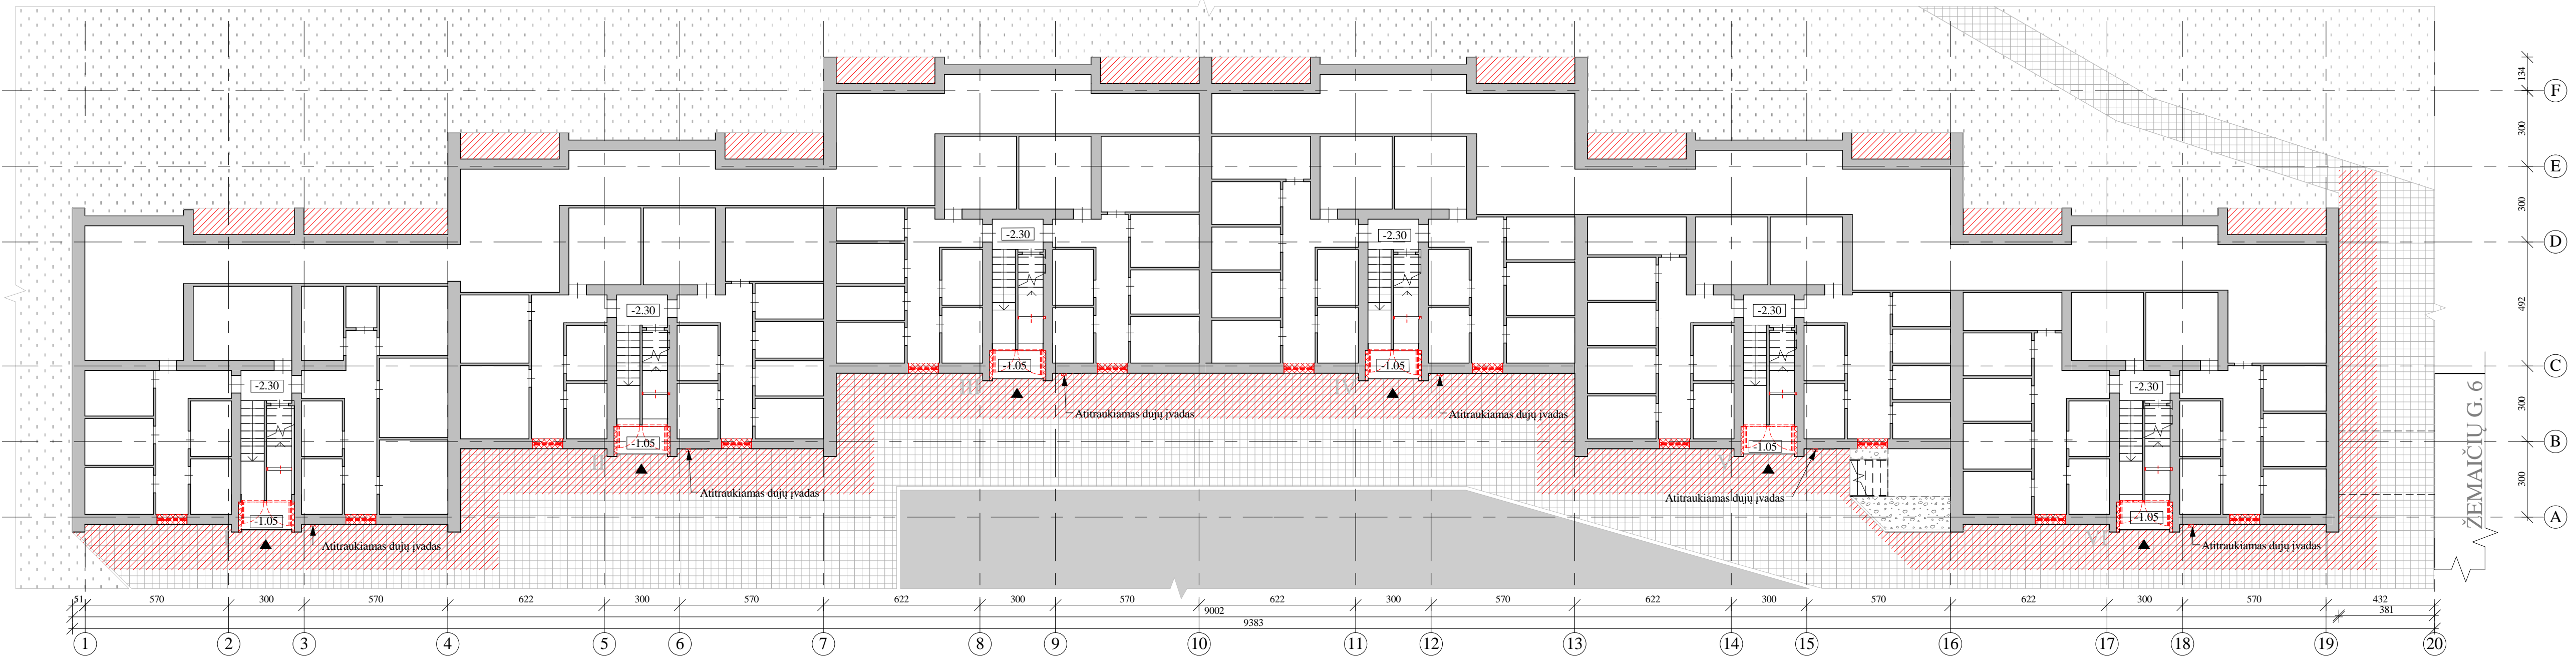 134
F
300
E
300
-2.30
-2.30
D
-2.30
-2.30
492
-1.05
-1.05
C
-2.30
-2.30
III
IV
ŽEMAIČIŲ G. 6
Atitraukiamas dujų įvadas
Atitraukiamas dujų įvadas
300
-1.05
-1.05
B
II
V
Atitraukiamas dujų įvadas
Atitraukiamas dujų įvadas
300
-1.05
-1.05
A
I
VI
Atitraukiamas dujų įvadas
Atitraukiamas dujų įvadas
51 570 300 570 622 300 570 622 300 570 622 300 570 622 300 570 622 300 570 432
9002 381
9383
1 2 3 4 5 6 7 8 9 10 11 12 13 14 15 16 17 18 19 20